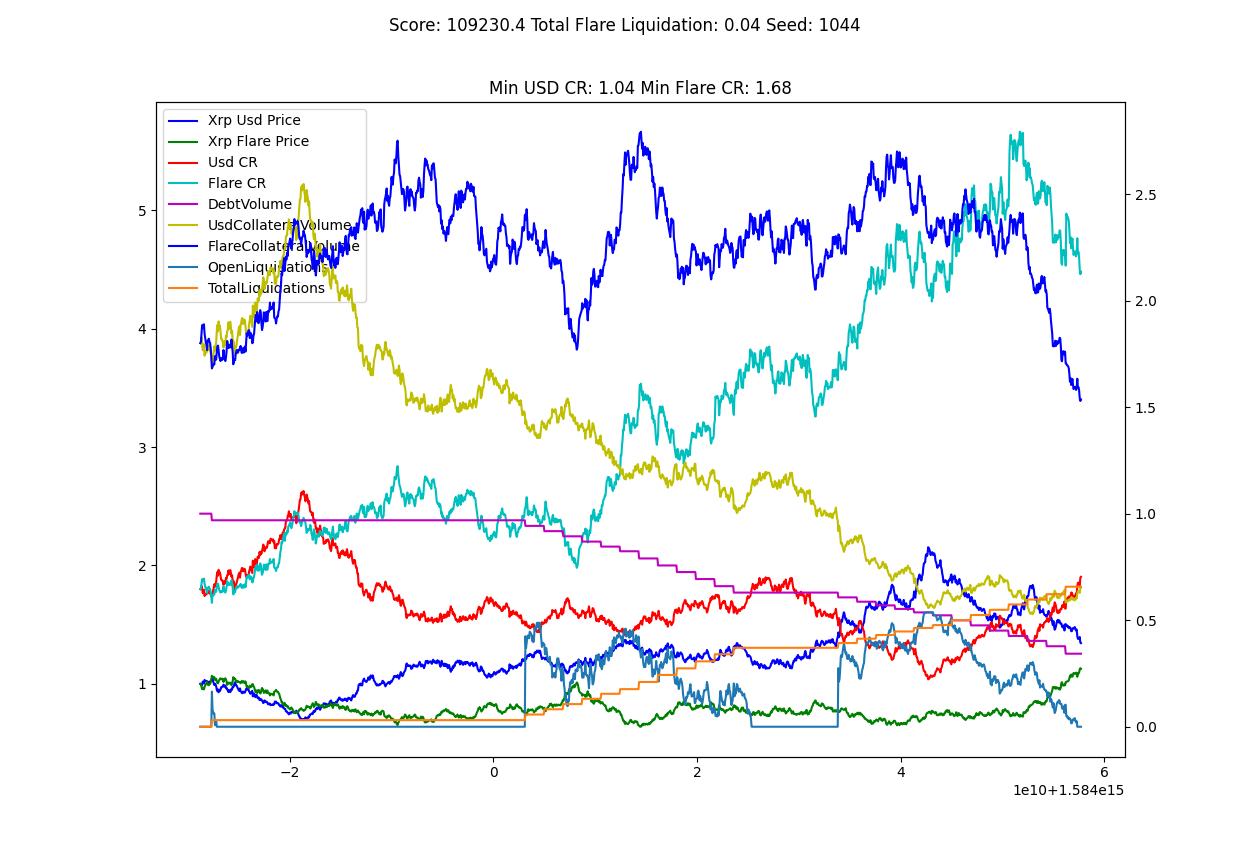 Score: 109230.4 Total Flare Liquidation: 0.04 Seed: 1044
Min USD CR: 1.04 Min Flare CR: 1.68
Xrp Usd Price
Xrp Flare Price
Usd CR
Flare CR
DebtVolume
UsdCollateralVolume
FlareCollateralVolume
OpenLiquisations
TotalLiquidations
5
4
3
2
1
2.5
2.0
1.5
1.0
0.5
0.0
−2
0
2
4
6
1e10+1.584e15